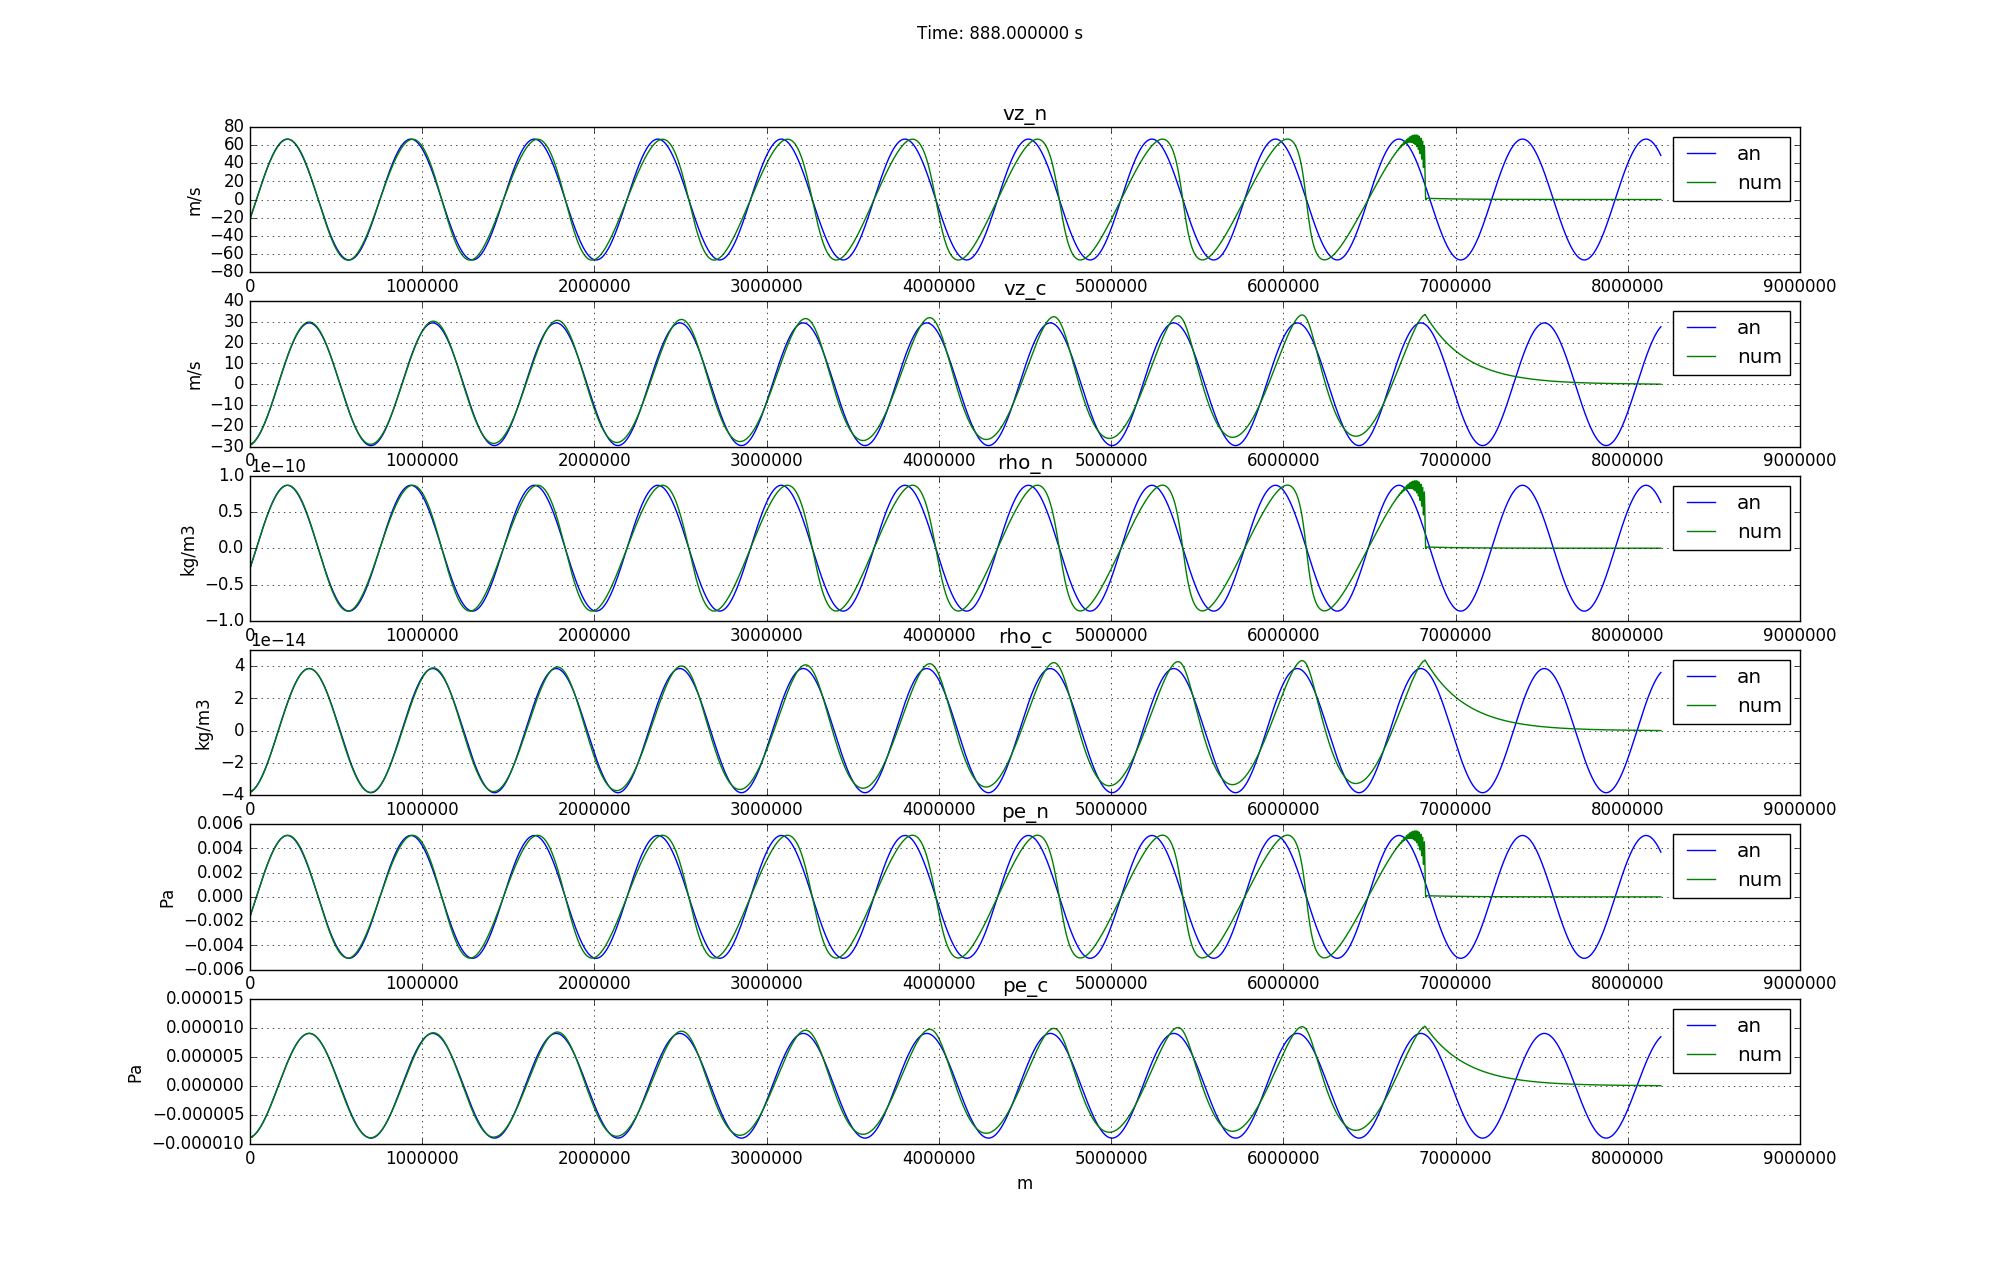 Time: 888.000000 s
vz_n
80
60
40
20
0
−20
−40
−60
−80
m/s
an
num
0 1000000 2000000 3000000 4000000 5000000 6000000 7000000 8000000 9000000
vz_c
40
30
20
10
0
−10
−20
−30
m/s
an
num
0 1000000 2000000 3000000 4000000 5000000 6000000 7000000 8000000 9000000
1e−10
rho_n
1.0
0.5
0.0
−0.5
−1.0
kg/m3
an
num
0 1000000 2000000 3000000 4000000 5000000 6000000 7000000 8000000 9000000
1e−14
rho_c
4
2
0
−2
−4
kg/m3
an
num
0 1000000 2000000 3000000 4000000 5000000 6000000 7000000 8000000 9000000
pe_n
0.006
0.004
0.002
0.000
−0.002
−0.004
−0.006
Pa
an
num
0 1000000 2000000 3000000 4000000 5000000 6000000 7000000 8000000 9000000
pe_c
0.000015
0.000010
0.000005
0.000000
−0.000005
−0.000010
Pa
an
num
0 1000000 2000000 3000000 4000000 5000000 6000000 7000000 8000000 9000000
m